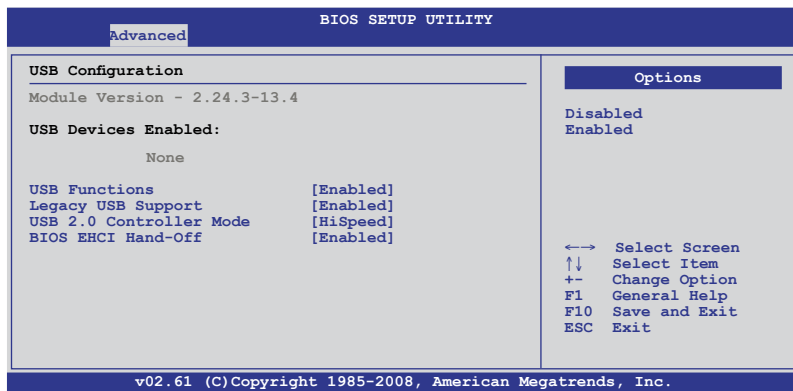 BIOS SETUP UTILITY
Advanced
USB Configuration
Module Version - 2.24.3-13.4
USB Devices Enabled:
None
USB Functions [Enabled]
Legacy USB Support [Enabled]
USB 2.0 Controller Mode [HiSpeed]
BIOS EHCI Hand-Off [Enabled]
Options
Disabled
Enabled
←→ Select Screen
↑↓ Select Item
+- Change Option
F1 General Help
F10 Save and Exit
ESC Exit
v02.61 (C)Copyright 1985-2008, American Megatrends, Inc.